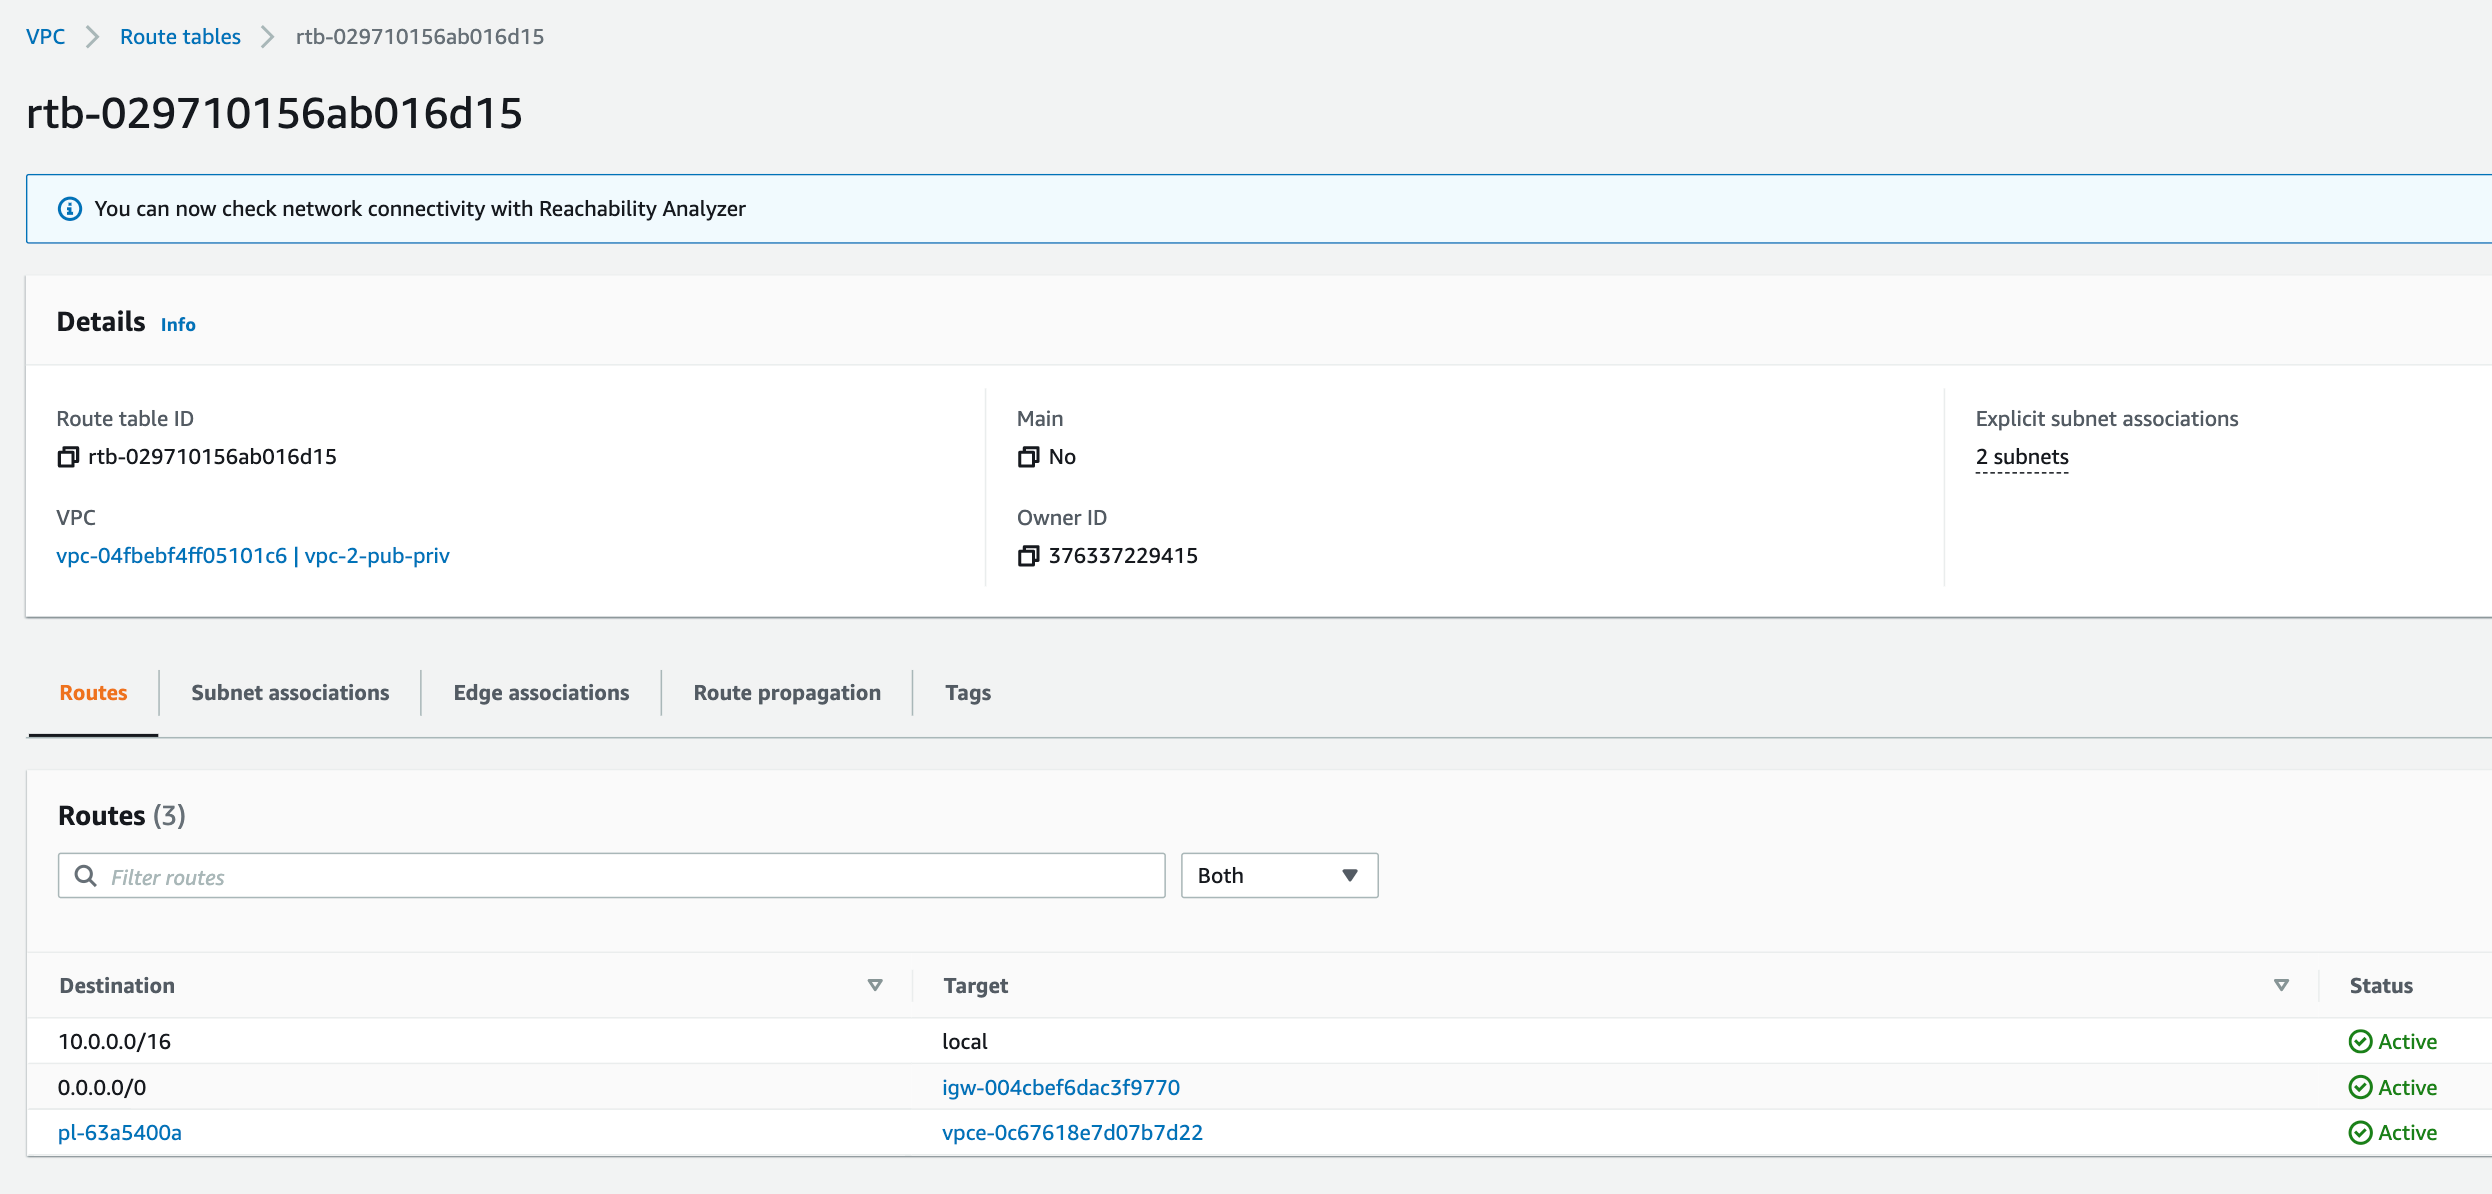 VPC > Route tables > rtb-029710156ab016d15
rtb-029710156ab016d15
You can now check network connectivity with Reachability Analyzer
Details Info
Route table ID
rtb-029710156ab016d15
VPC
vpc-04fbebf4ff05101c6 | vpc-2-pub-priv
Main
No
Owner ID
376337229415
Explicit subnet associations
2 subnets
Routes Subnet associations Edge associations Route propagation Tags
Routes (3)
Filter routes Both
Destination Target Status
10.0.0.0/16 local Active
0.0.0.0/0 igw-004cbef6dac3f9770 Active
pl-63a5400a vpce-0c67618e7d07b7d22 Active